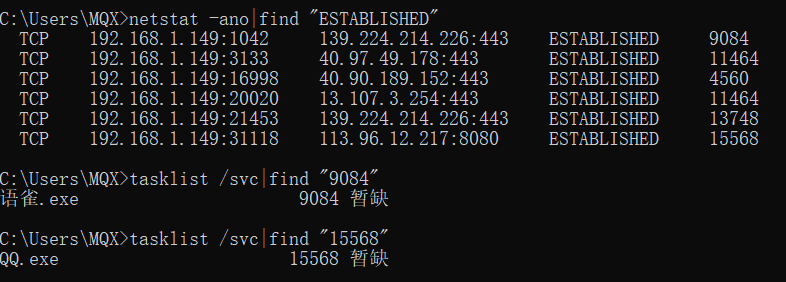 C:\Users\MQX>netstat -ano|find "ESTABLISHED"
TCP 192.168.1.149:1042 139.224.214.226:443 ESTABLISHED 9084
TCP 192.168.1.149:3133 40.97.49.178:443 ESTABLISHED 11464
TCP 192.168.1.149:16998 40.90.189.152:443 ESTABLISHED 4560
TCP 192.168.1.149:20020 13.107.3.254:443 ESTABLISHED 11464
TCP 192.168.1.149:21453 139.224.214.226:443 ESTABLISHED 13748
TCP 192.168.1.149:31118 113.96.12.217:8080 ESTABLISHED 15568
C:\Users\MQX>tasklist /svc|find "9084"
语雀.exe 9084 暂缺
C:\Users\MQX>tasklist /svc|find "15568"
QQ.exe 15568 暂缺